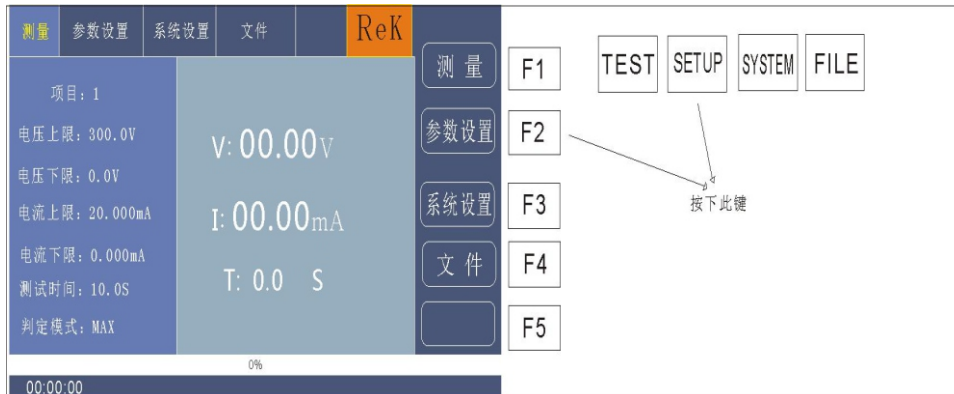 测量 参数设置 系统设置 文件 ReK
项目：1
电压上限：300.0V
电压下限：0.0V
电流上限：20.000mA
电流下限：0.000mA
测试时间：10.0S
判定模式：MAX
V: 00.00V
I: 00.00mA
T: 0.0 S
测 量 F1
参数设置 F2
系统设置 F3
文 件 F4
F5
TEST SETUP SYSTEM FILE
按下此键
0%
00:00:00